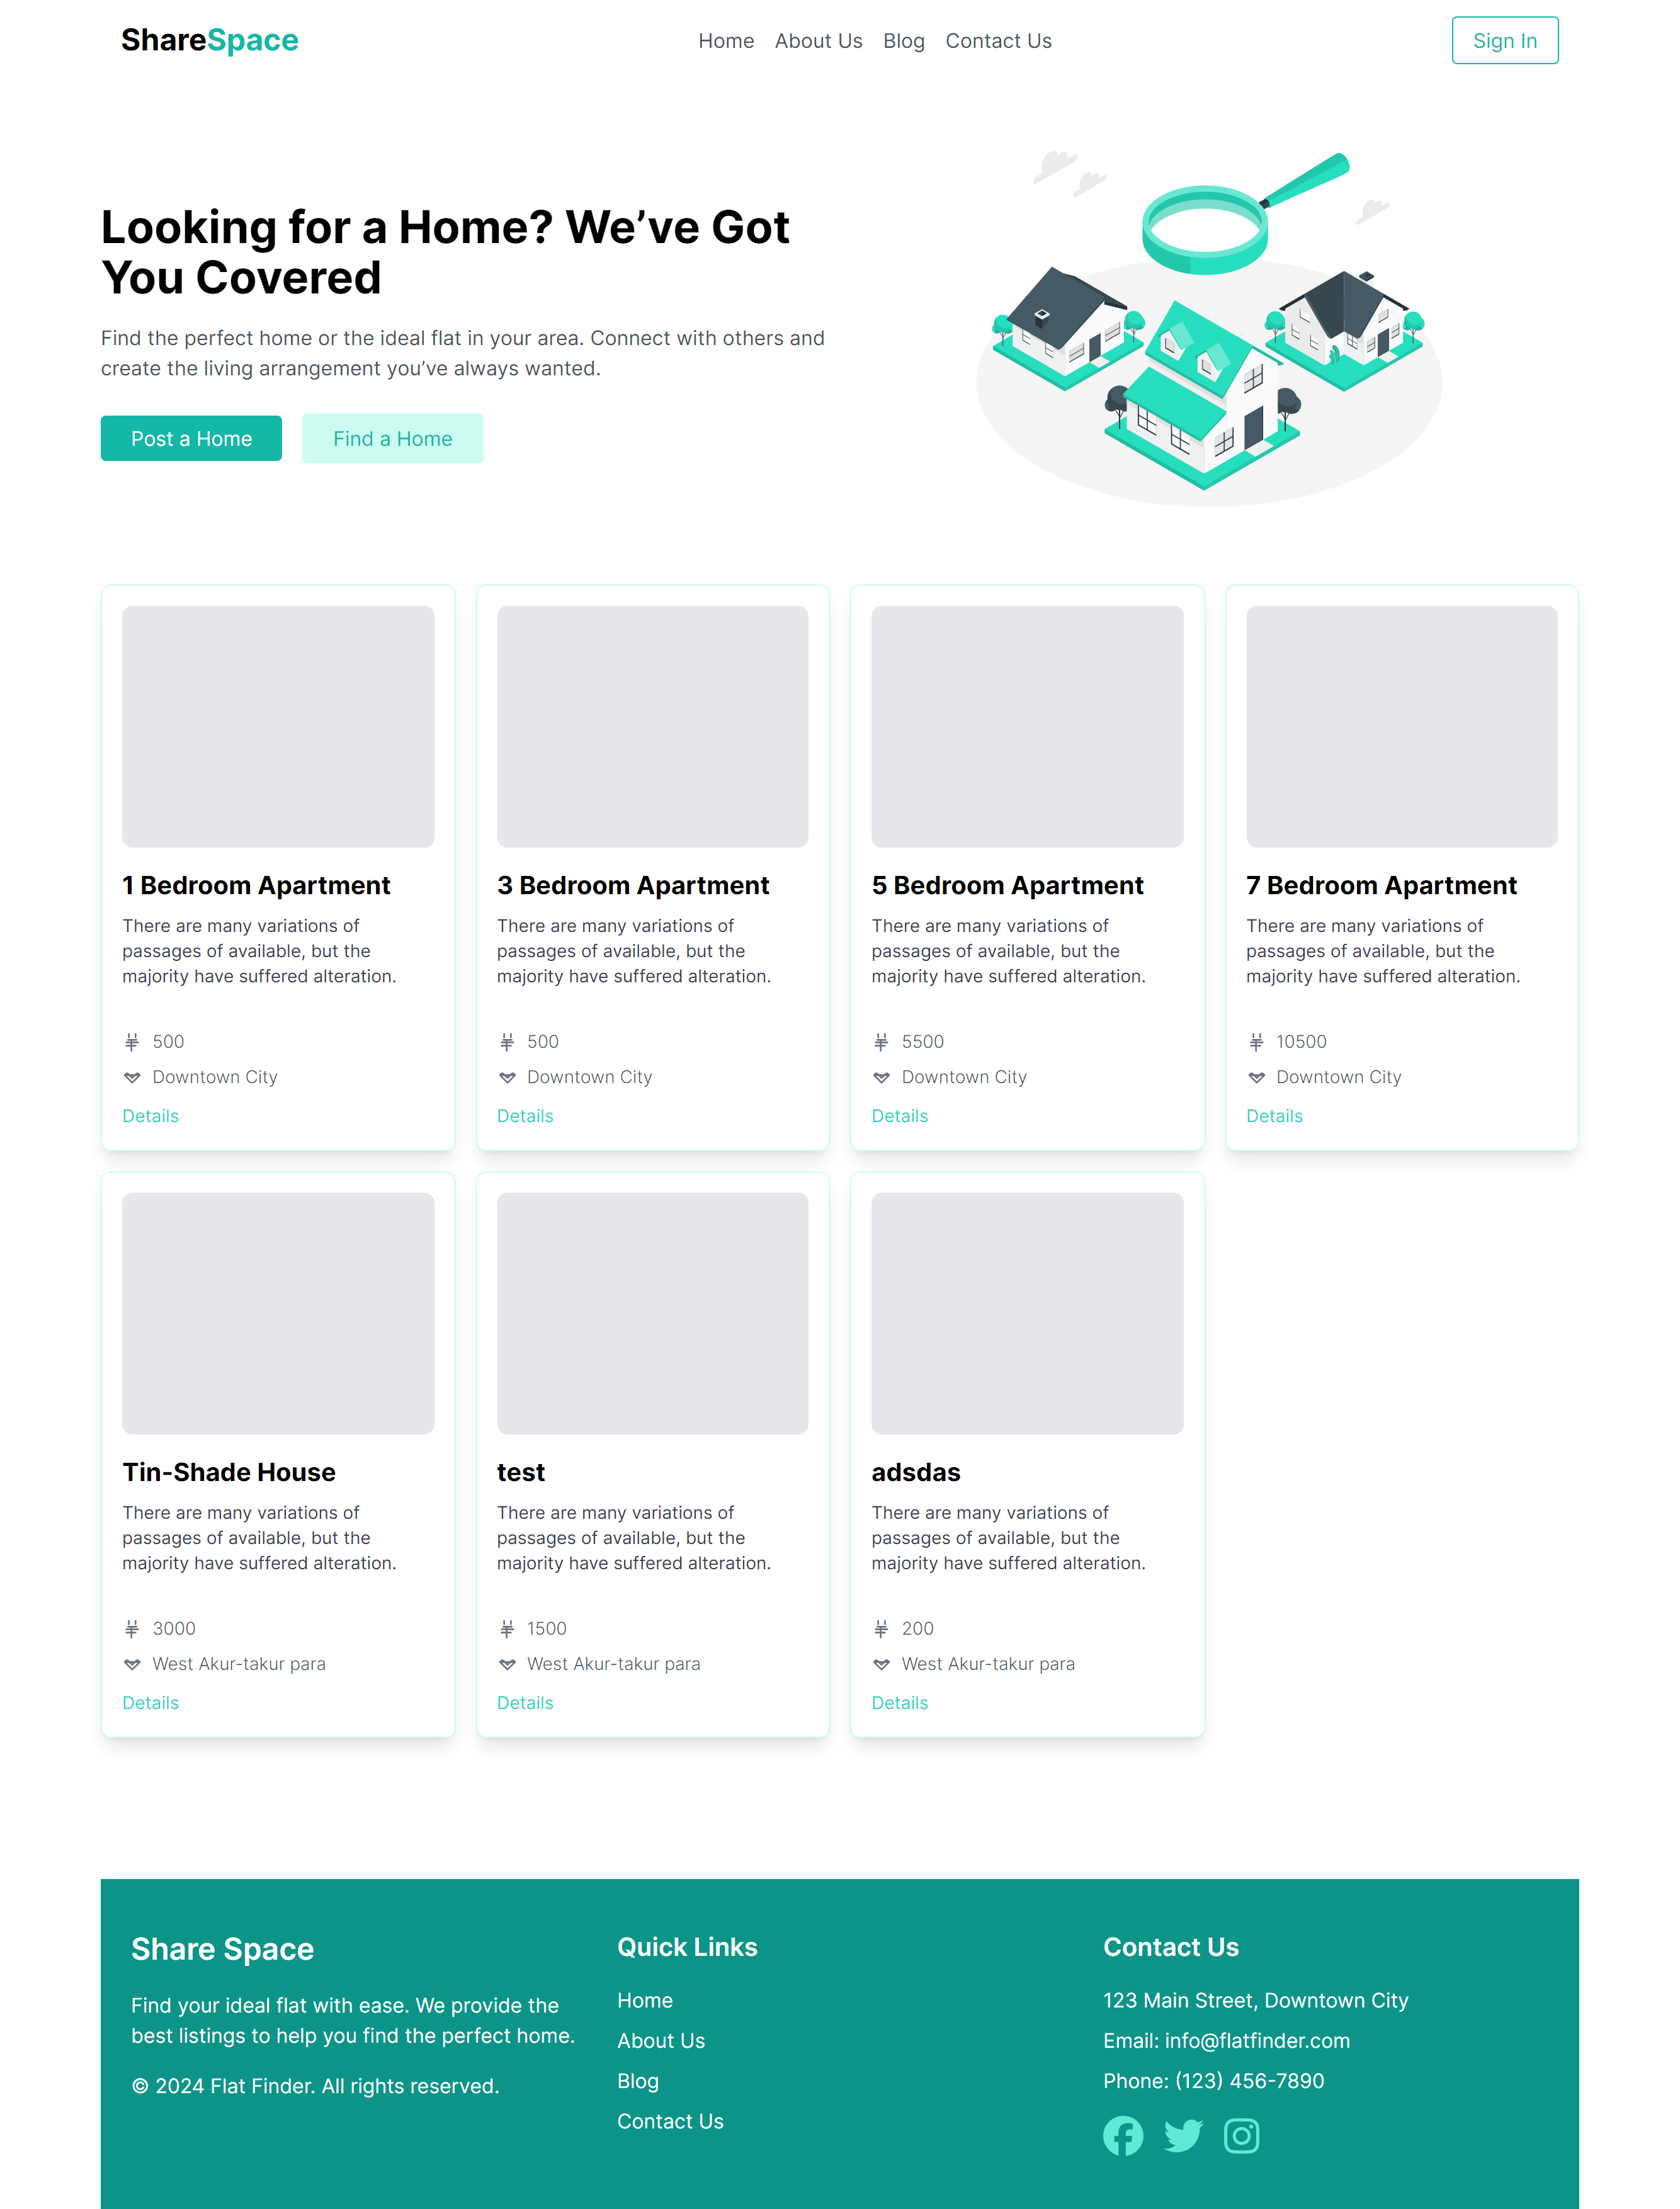 ShareSpace
Home About Us Blog Contact Us
Sign In
Looking for a Home? We’ve Got
You Covered
Find the perfect home or the ideal flat in your area. Connect with others and
create the living arrangement you’ve always wanted.
Post a Home
Find a Home
1 Bedroom Apartment
There are many variations of
passages of available, but the
majority have suffered alteration.
500
Downtown City
Details
3 Bedroom Apartment
There are many variations of
passages of available, but the
majority have suffered alteration.
500
Downtown City
Details
5 Bedroom Apartment
There are many variations of
passages of available, but the
majority have suffered alteration.
5500
Downtown City
Details
7 Bedroom Apartment
There are many variations of
passages of available, but the
majority have suffered alteration.
10500
Downtown City
Details
Tin-Shade House
There are many variations of
passages of available, but the
majority have suffered alteration.
3000
West Akur-takur para
Details
test
There are many variations of
passages of available, but the
majority have suffered alteration.
1500
West Akur-takur para
Details
adsdas
There are many variations of
passages of available, but the
majority have suffered alteration.
200
West Akur-takur para
Details
Share Space
Find your ideal flat with ease. We provide the
best listings to help you find the perfect home.
© 2024 Flat Finder. All rights reserved.
Quick Links
Home
About Us
Blog
Contact Us
Contact Us
123 Main Street, Downtown City
Email: info@flatfinder.com
Phone: (123) 456-7890